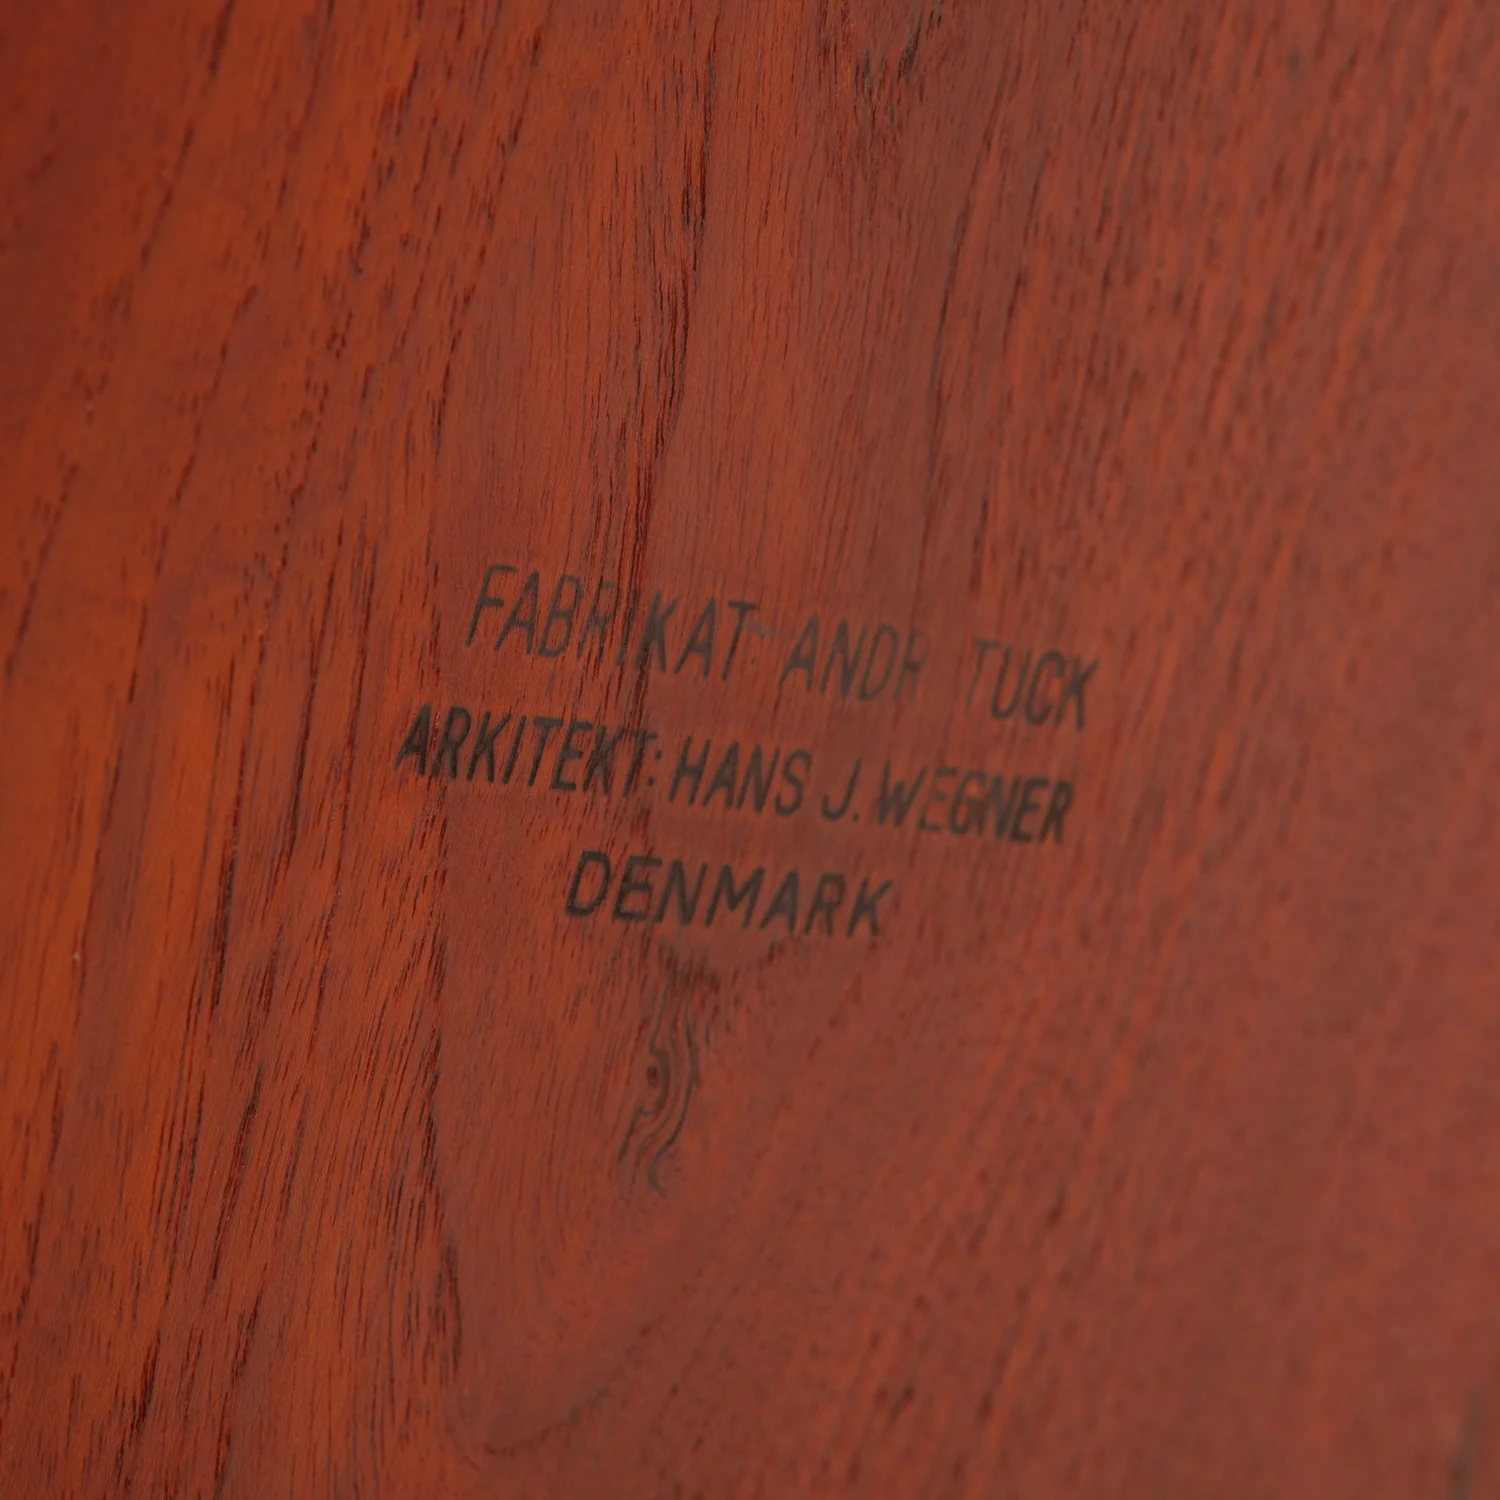 FABRIKAT: ANDR TUCK
ARKITEKT: HANS J. WEGNER
DENMARK